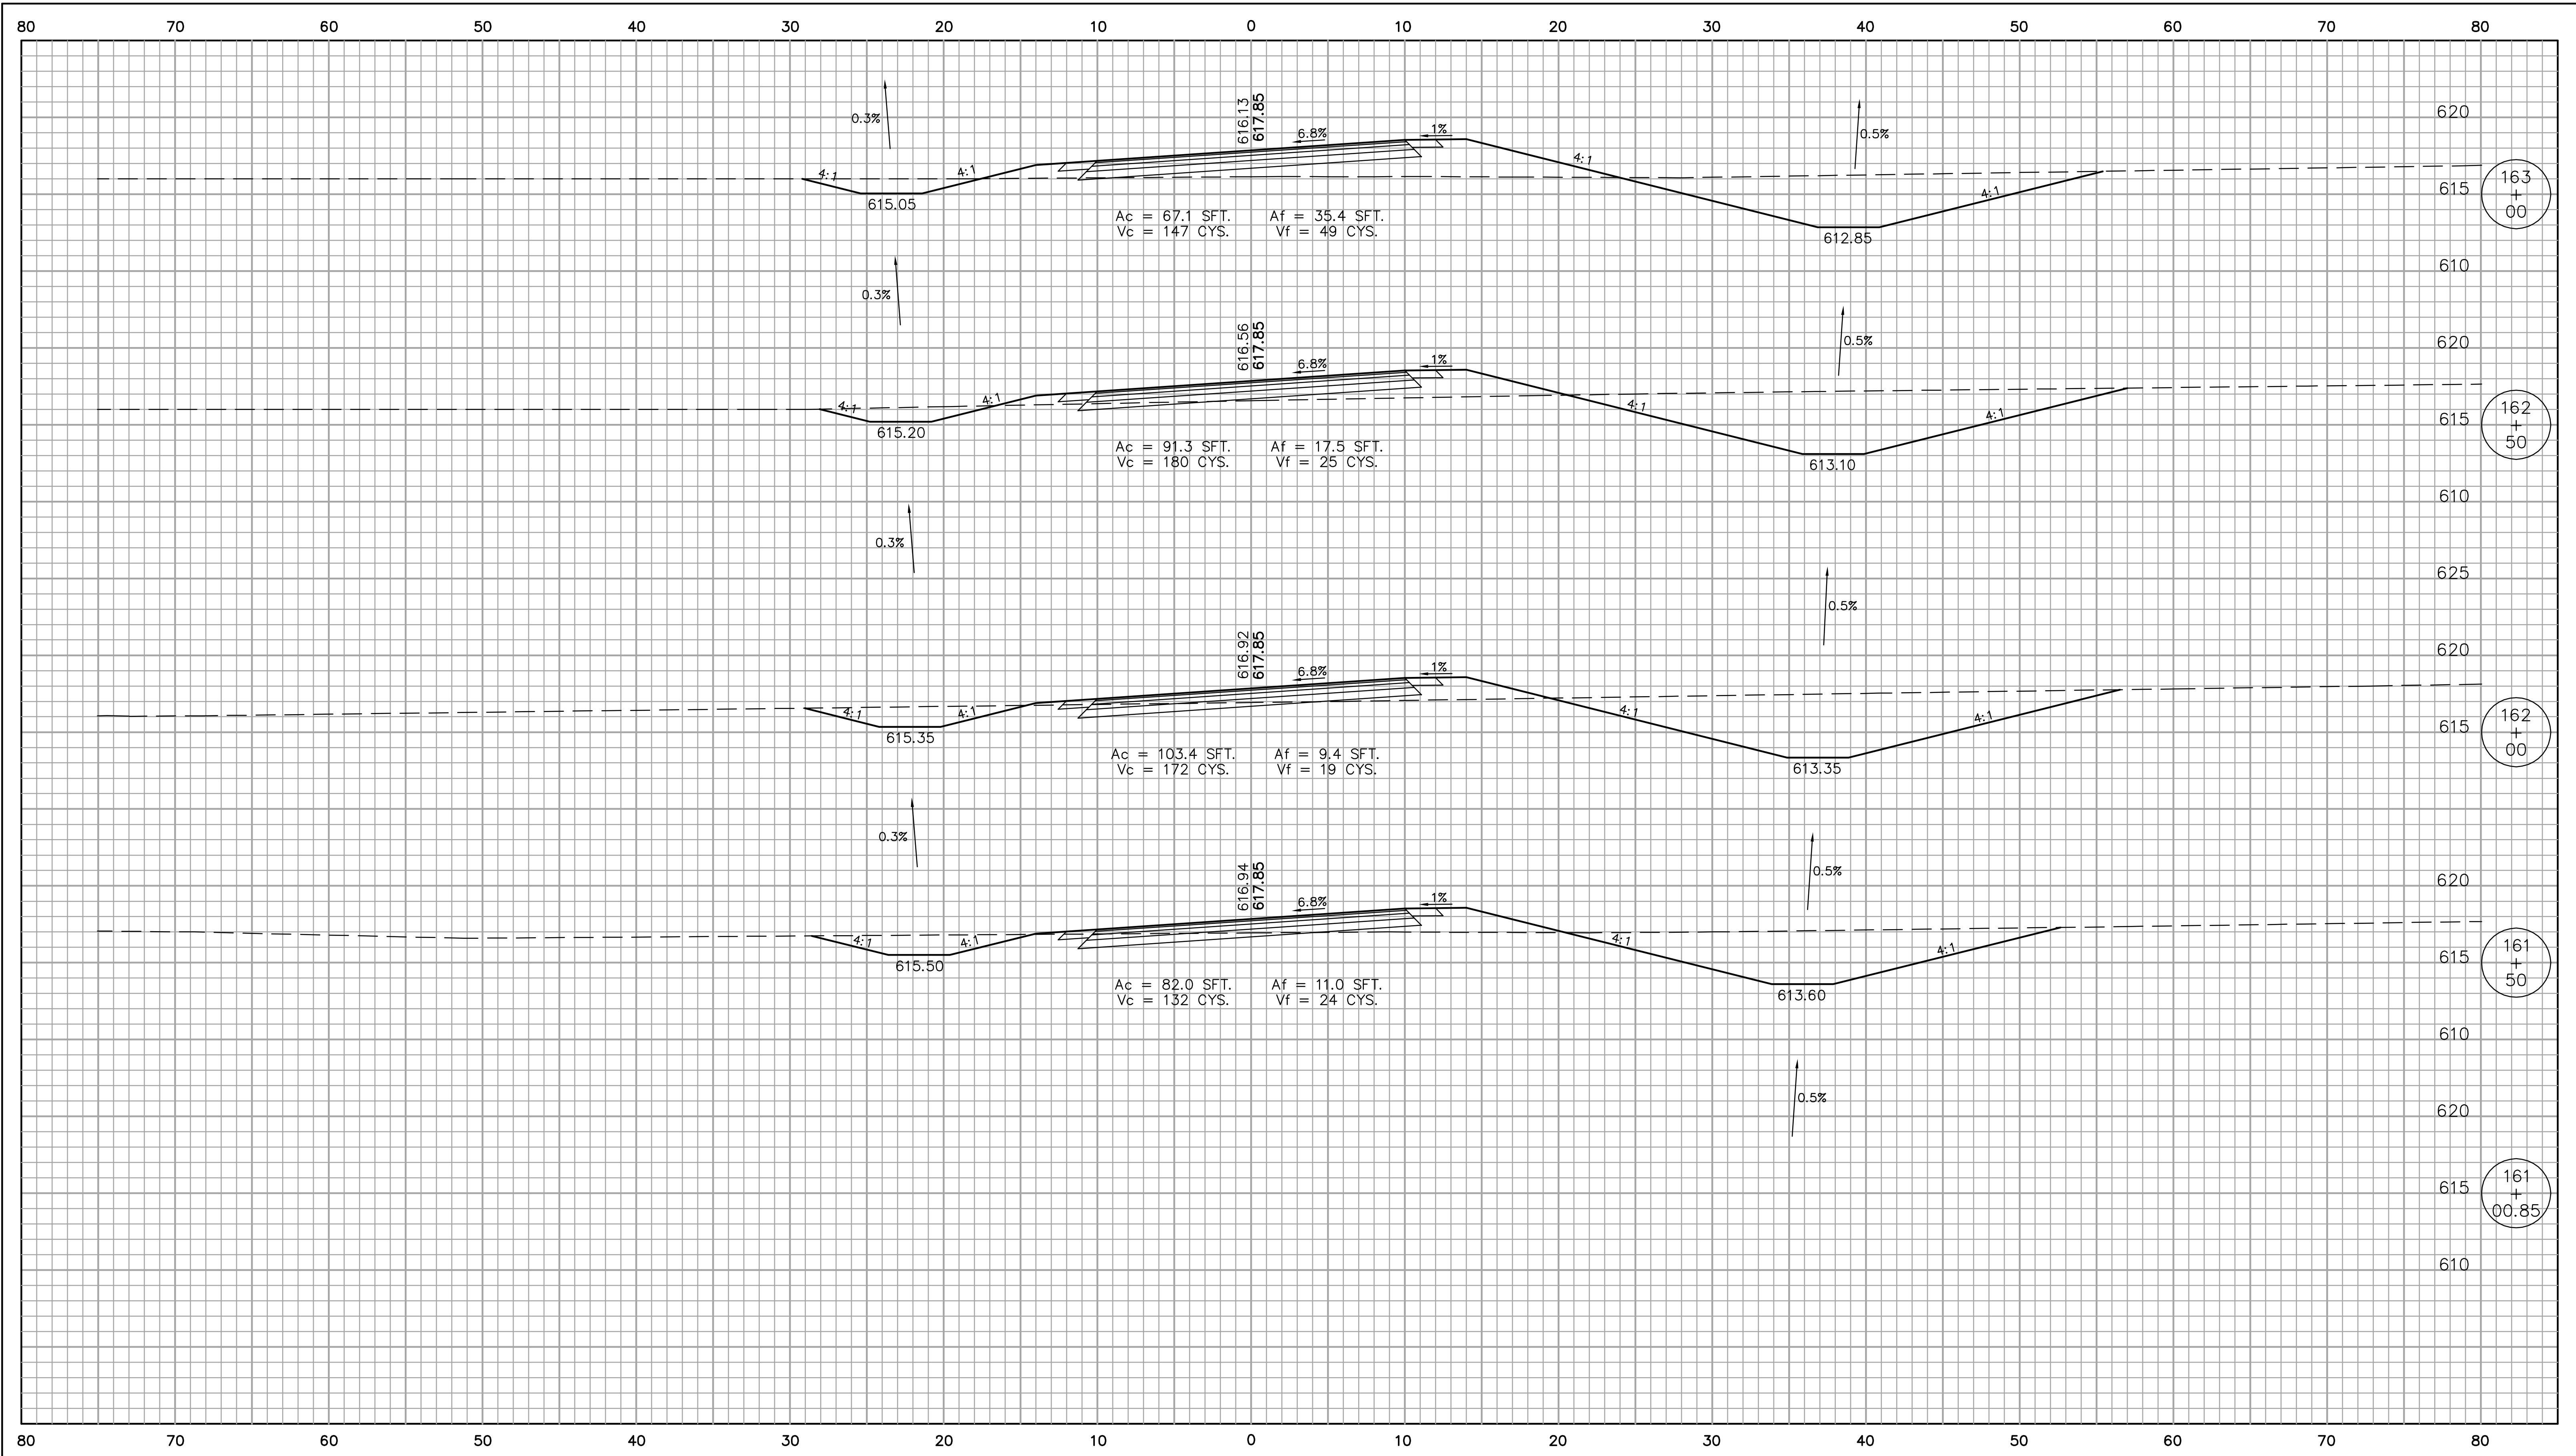 80 70 60 50 40 30 20 10 0 10 20 30 40 50 60 70 80
0.3% 616.13 617.85 6.8% 1% 0.5% 620
4:1 4:1 4:1 4:1 615 163 + 00
615.05 612.85
Ac = 67.1 SFT. Af = 35.4 SFT.
Vc = 147 CYS. Vf = 49 CYS.
610
0.3% 616.56 617.85 6.8% 1% 0.5% 620
4:1 4:1 4:1 4:1 615 162 + 50
615.20 613.10
Ac = 91.3 SFT. Af = 17.5 SFT.
Vc = 180 CYS. Vf = 25 CYS.
610
0.3% 625
0.5%
616.92 617.85 6.8% 1% 620
4:1 4:1 4:1 4:1 615 162 + 00
615.35 613.35
Ac = 103.4 SFT. Af = 9.4 SFT.
Vc = 172 CYS. Vf = 19 CYS.
0.3% 616.94 617.85 6.8% 1% 0.5% 620
4:1 4:1 4:1 4:1 615 161 + 50
615.50 613.60
Ac = 82.0 SFT. Af = 11.0 SFT.
Vc = 132 CYS. Vf = 24 CYS.
610
0.5% 620
615 161 + 00.85
610
80 70 60 50 40 30 20 10 0 10 20 30 40 50 60 70 80